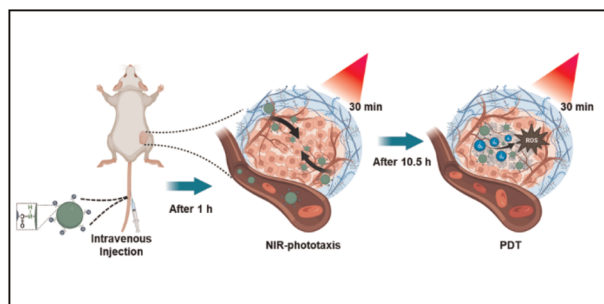 30 min
30 min
ROS
After 10.5 h
After 1 h
Intravenous
Injection
NIR-phototaxis
PDT